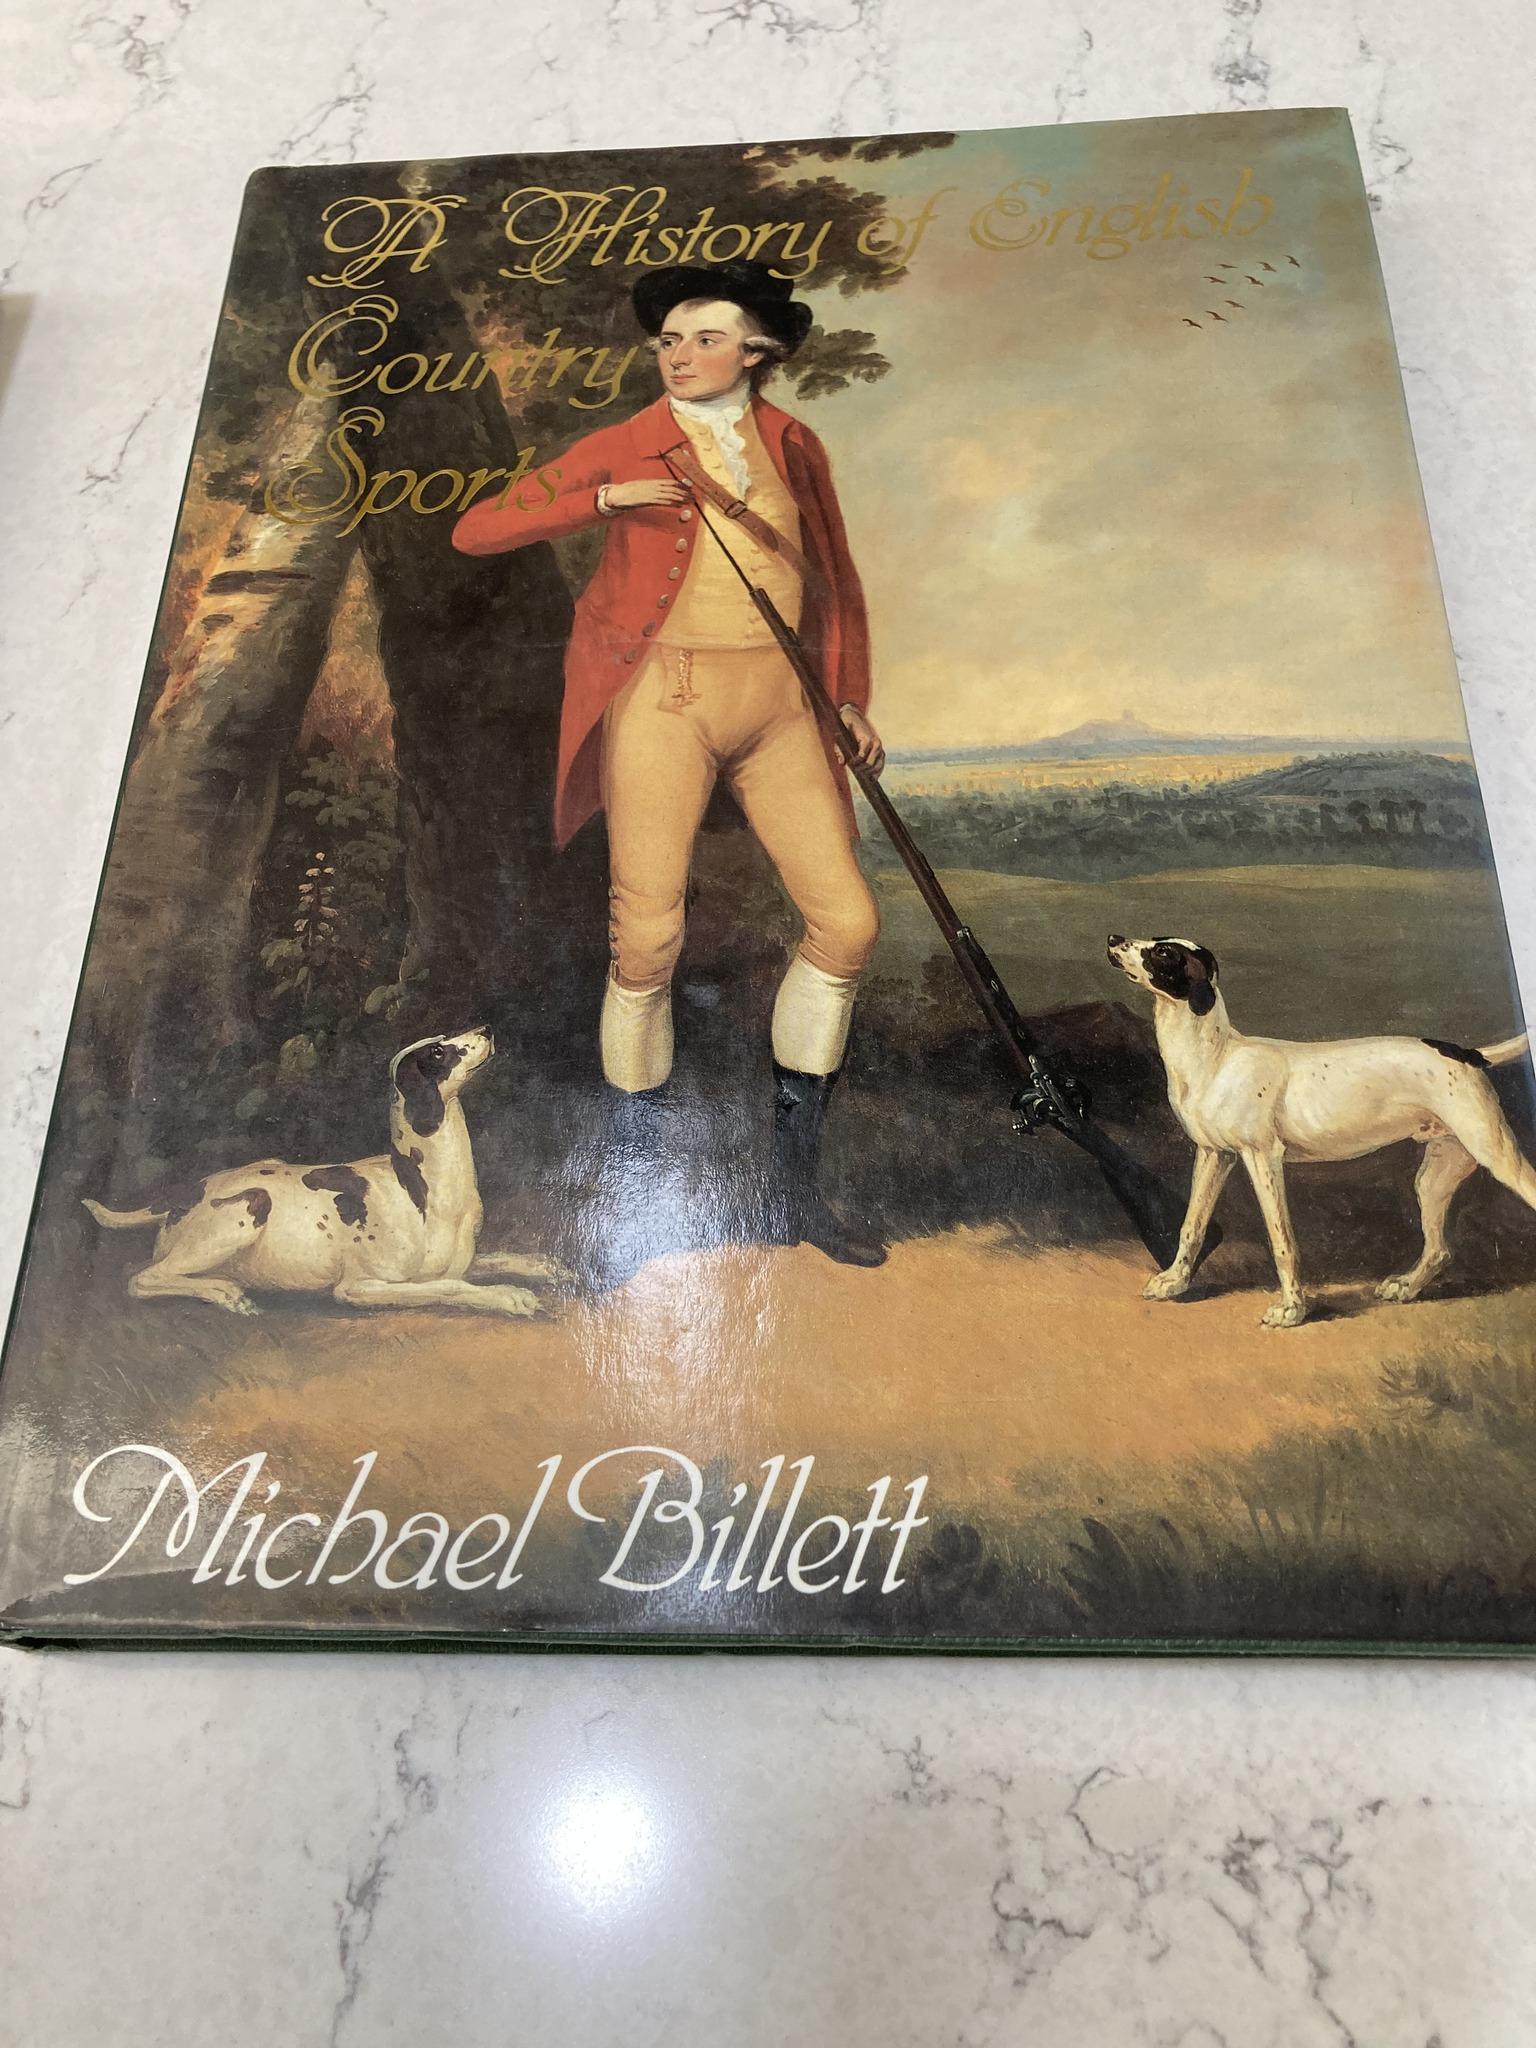 A History of English
Country
Sports
Michael Billett